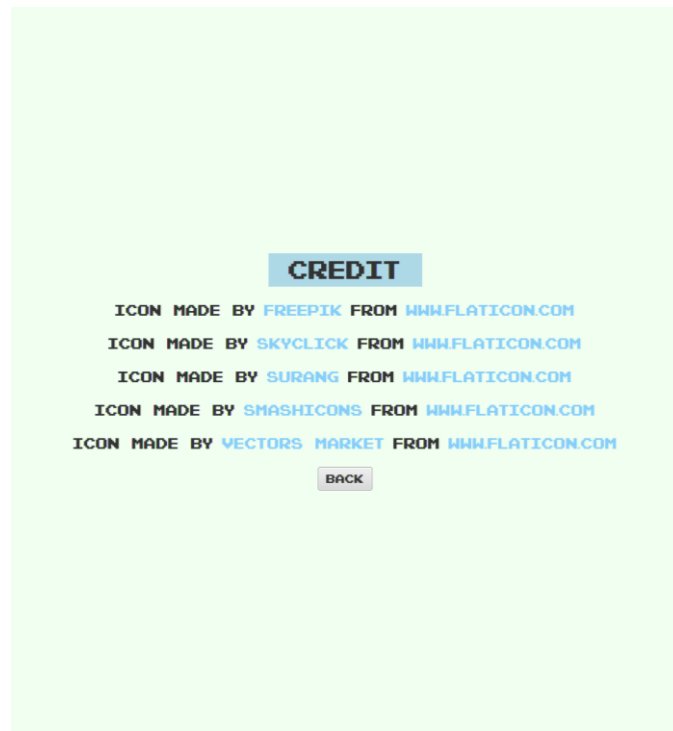 CREDIT
ICON MADE BY FREEPIK FROM WWW.FLATICON.COM
ICON MADE BY SKYCLICK FROM WWW.FLATICON.COM
ICON MADE BY SURANG FROM WWW.FLATICON.COM
ICON MADE BY SMASHICONS FROM WWW.FLATICON.COM
ICON MADE BY VECTORS MARKET FROM WWW.FLATICON.COM
BACK